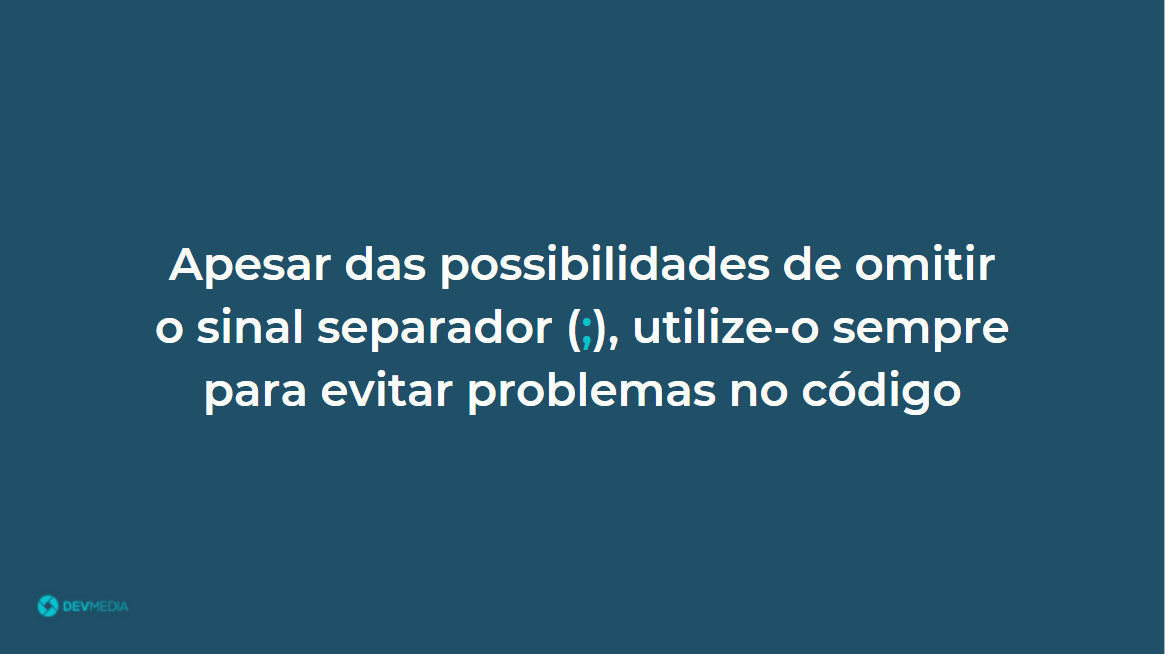 Apesar das possibilidades de omitir
o sinal separador (;), utilize-o sempre
para evitar problemas no código
DEVMEDIA